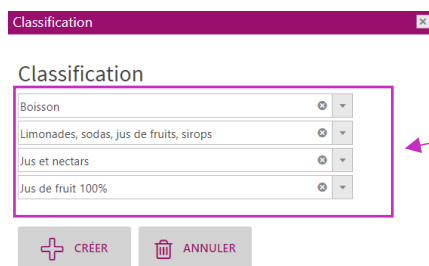 Classification
Classification
Boisson
Limonades, sodas, jus de fruits, sirops
Jus et nectars
Jus de fruit 100%
CRÉER ANNULER